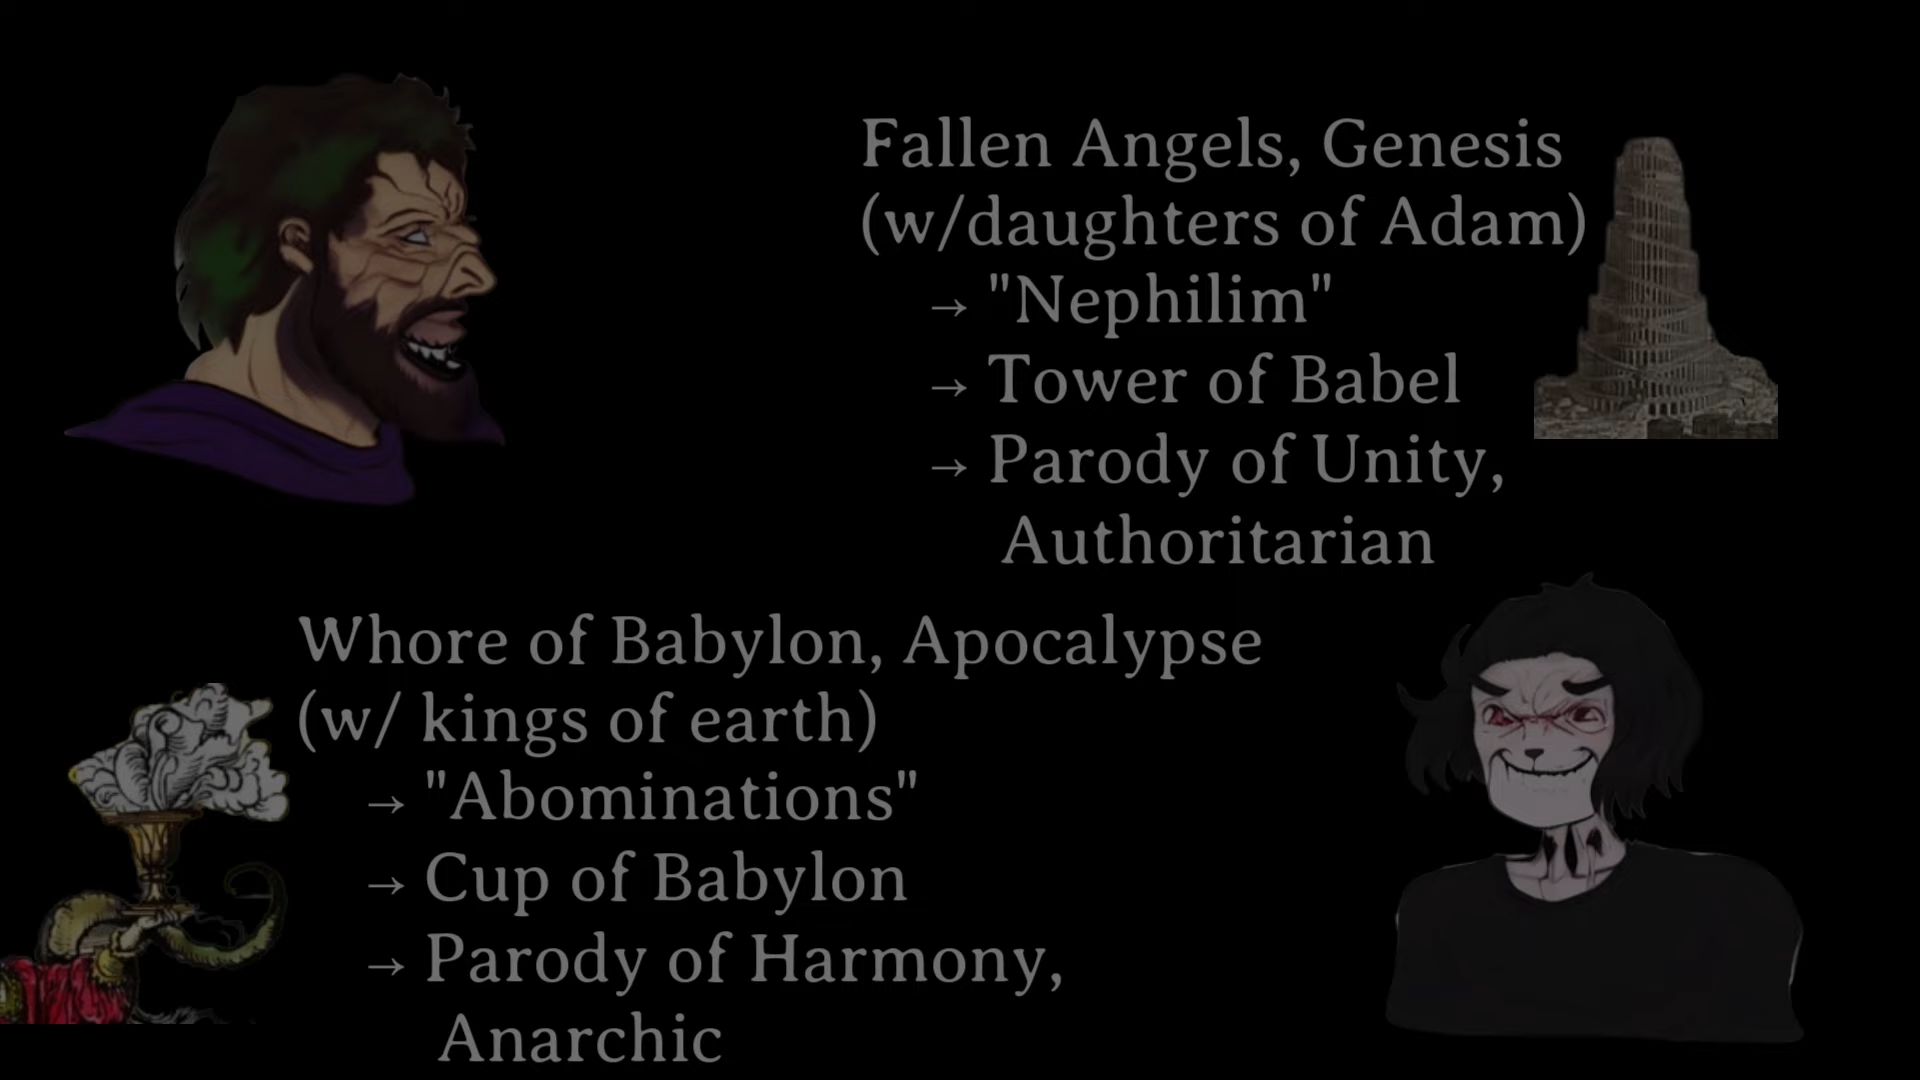 Fallen Angels, Genesis
(w/daughters of Adam)
→ "Nephilim"
→ Tower of Babel
→ Parody of Unity,
Authoritarian
Whore of Babylon, Apocalypse
(w/ kings of earth)
→ "Abominations"
→ Cup of Babylon
→ Parody of Harmony,
Anarchic